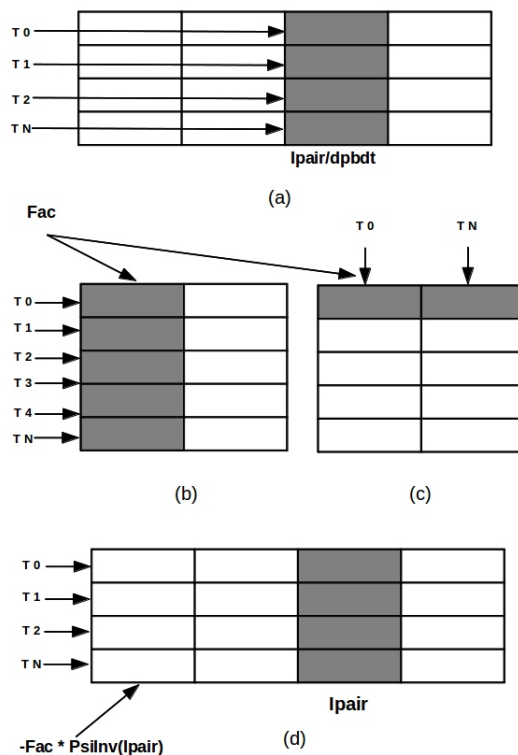 T 0
T 1
T 2
T N
Ipair/dpbdt
(a)
Fac
T 0 T N
T 0
T 1
T 2
T 3
T 4
T N
(b) (c)
T 0
T 1
T 2
T N
Ipair
-Fac * PsiInv(Ipair)
(d)